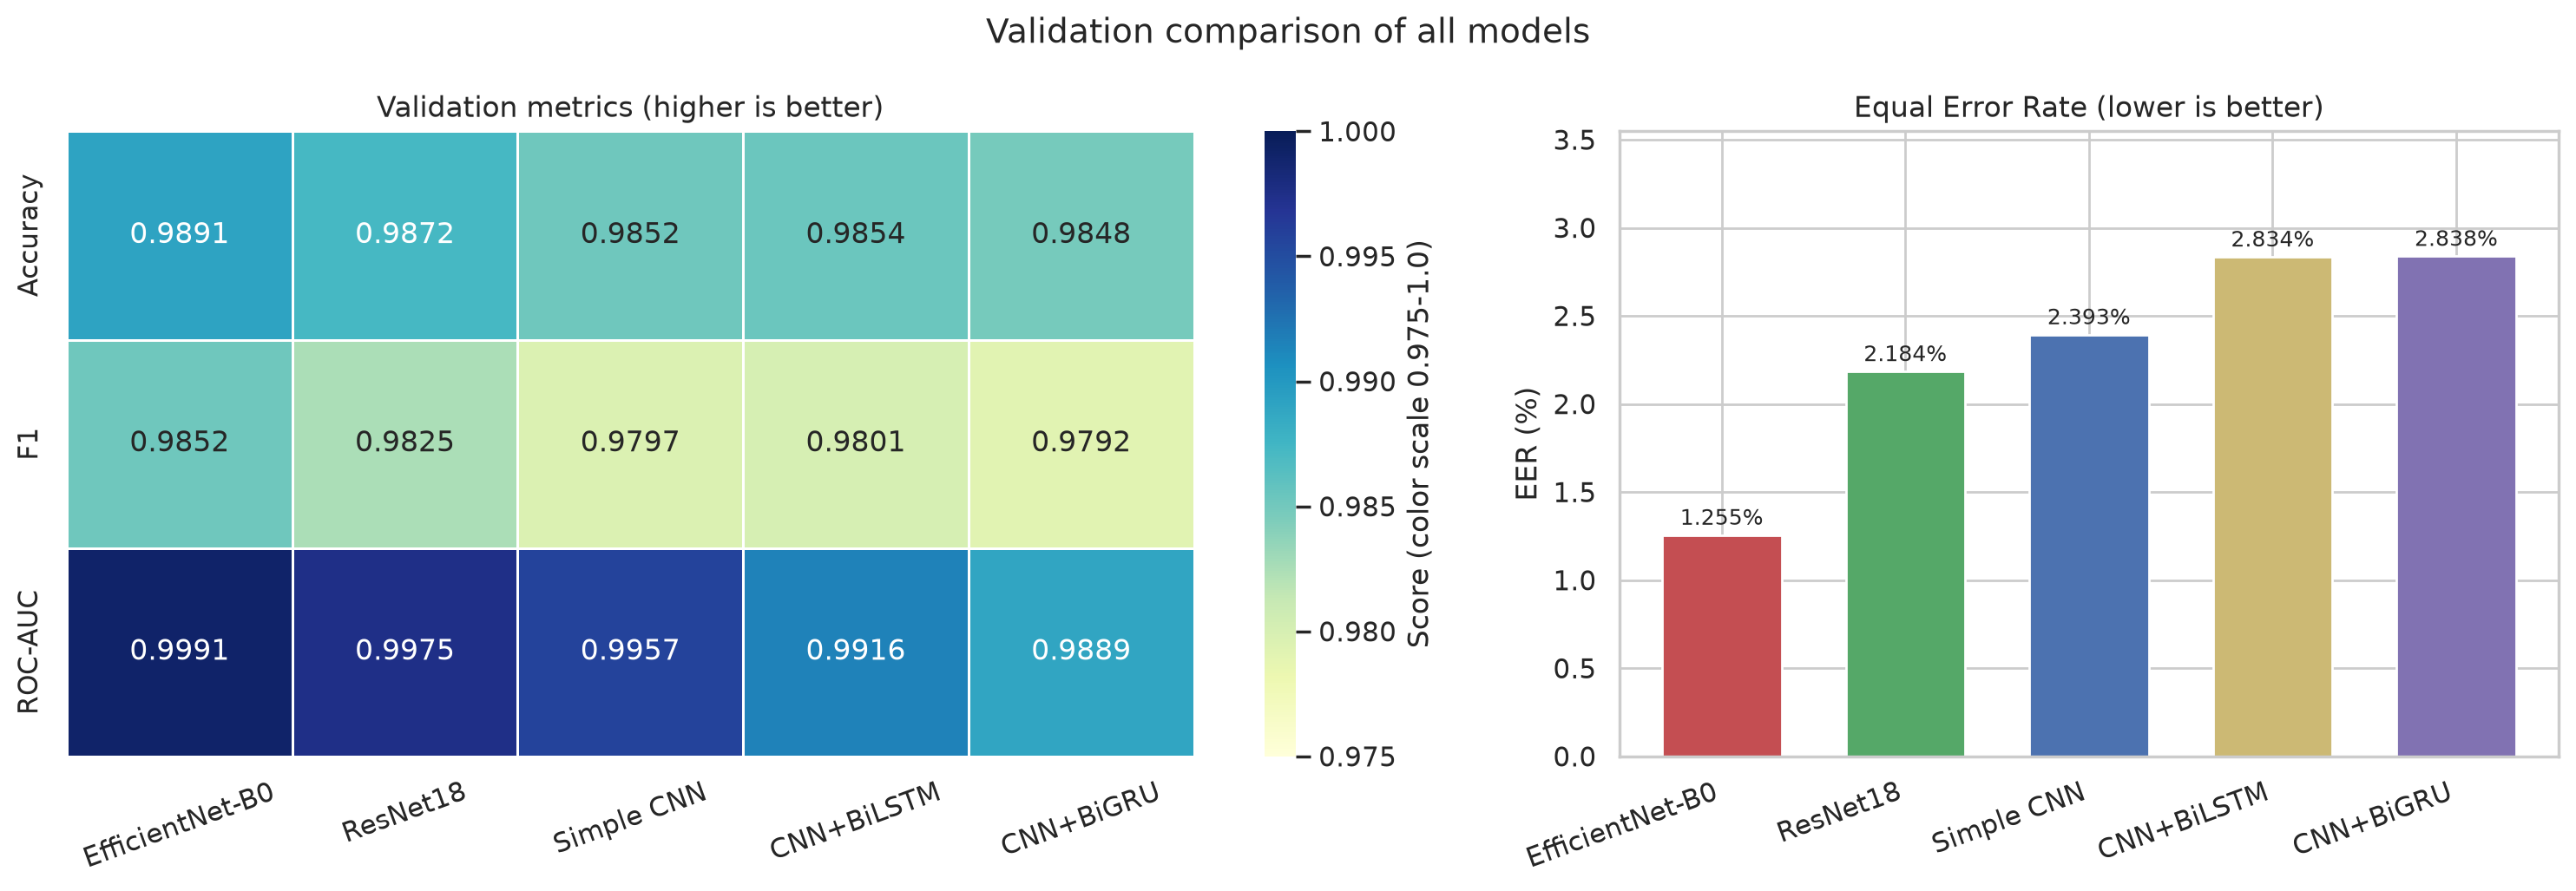 Validation comparison of all models
Validation metrics (higher is better)
Accuracy
F1
ROC-AUC
0.9891 0.9872 0.9852 0.9854 0.9848
0.9852 0.9825 0.9797 0.9801 0.9792
0.9991 0.9975 0.9957 0.9916 0.9889
EfficientNet-B0 ResNet18 Simple CNN CNN+BiLSTM CNN+BiGRU
1.000
0.995
0.990
0.985
0.980
0.975
Score (color scale 0.975-1.0)
Equal Error Rate (lower is better)
EER (%)
3.5
3.0
2.5
2.0
1.5
1.0
0.5
0.0
1.255%
2.184%
2.393%
2.834%
2.838%
EfficientNet-B0 ResNet18 Simple CNN CNN+BiLSTM CNN+BiGRU